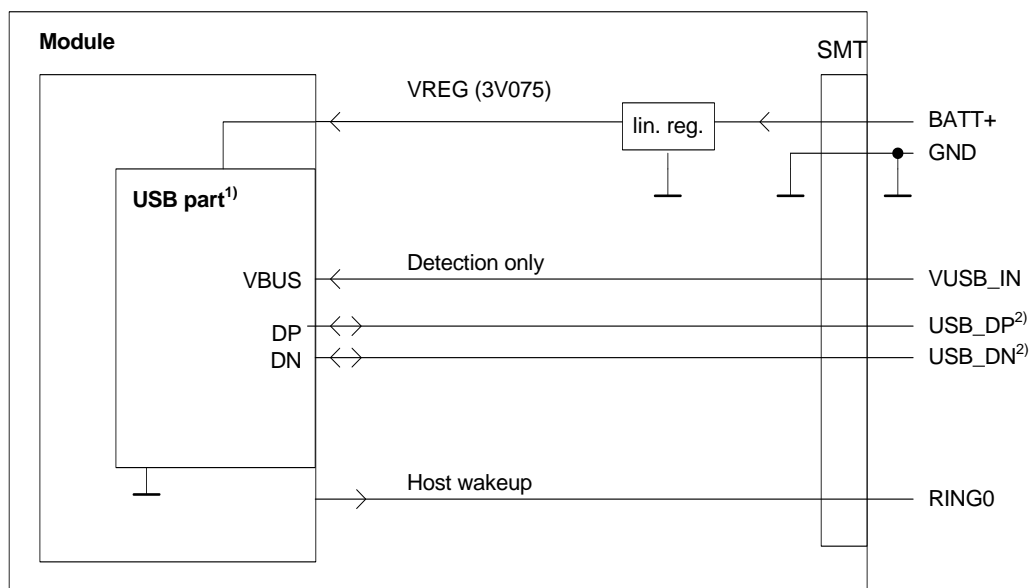 Module
SMT
VREG (3V075)
lin. reg.
BATT+
GND
USB part1)
VBUS
Detection only
VUSB_IN
DP
USB_DP2)
DN
USB_DN2)
Host wakeup
RING0